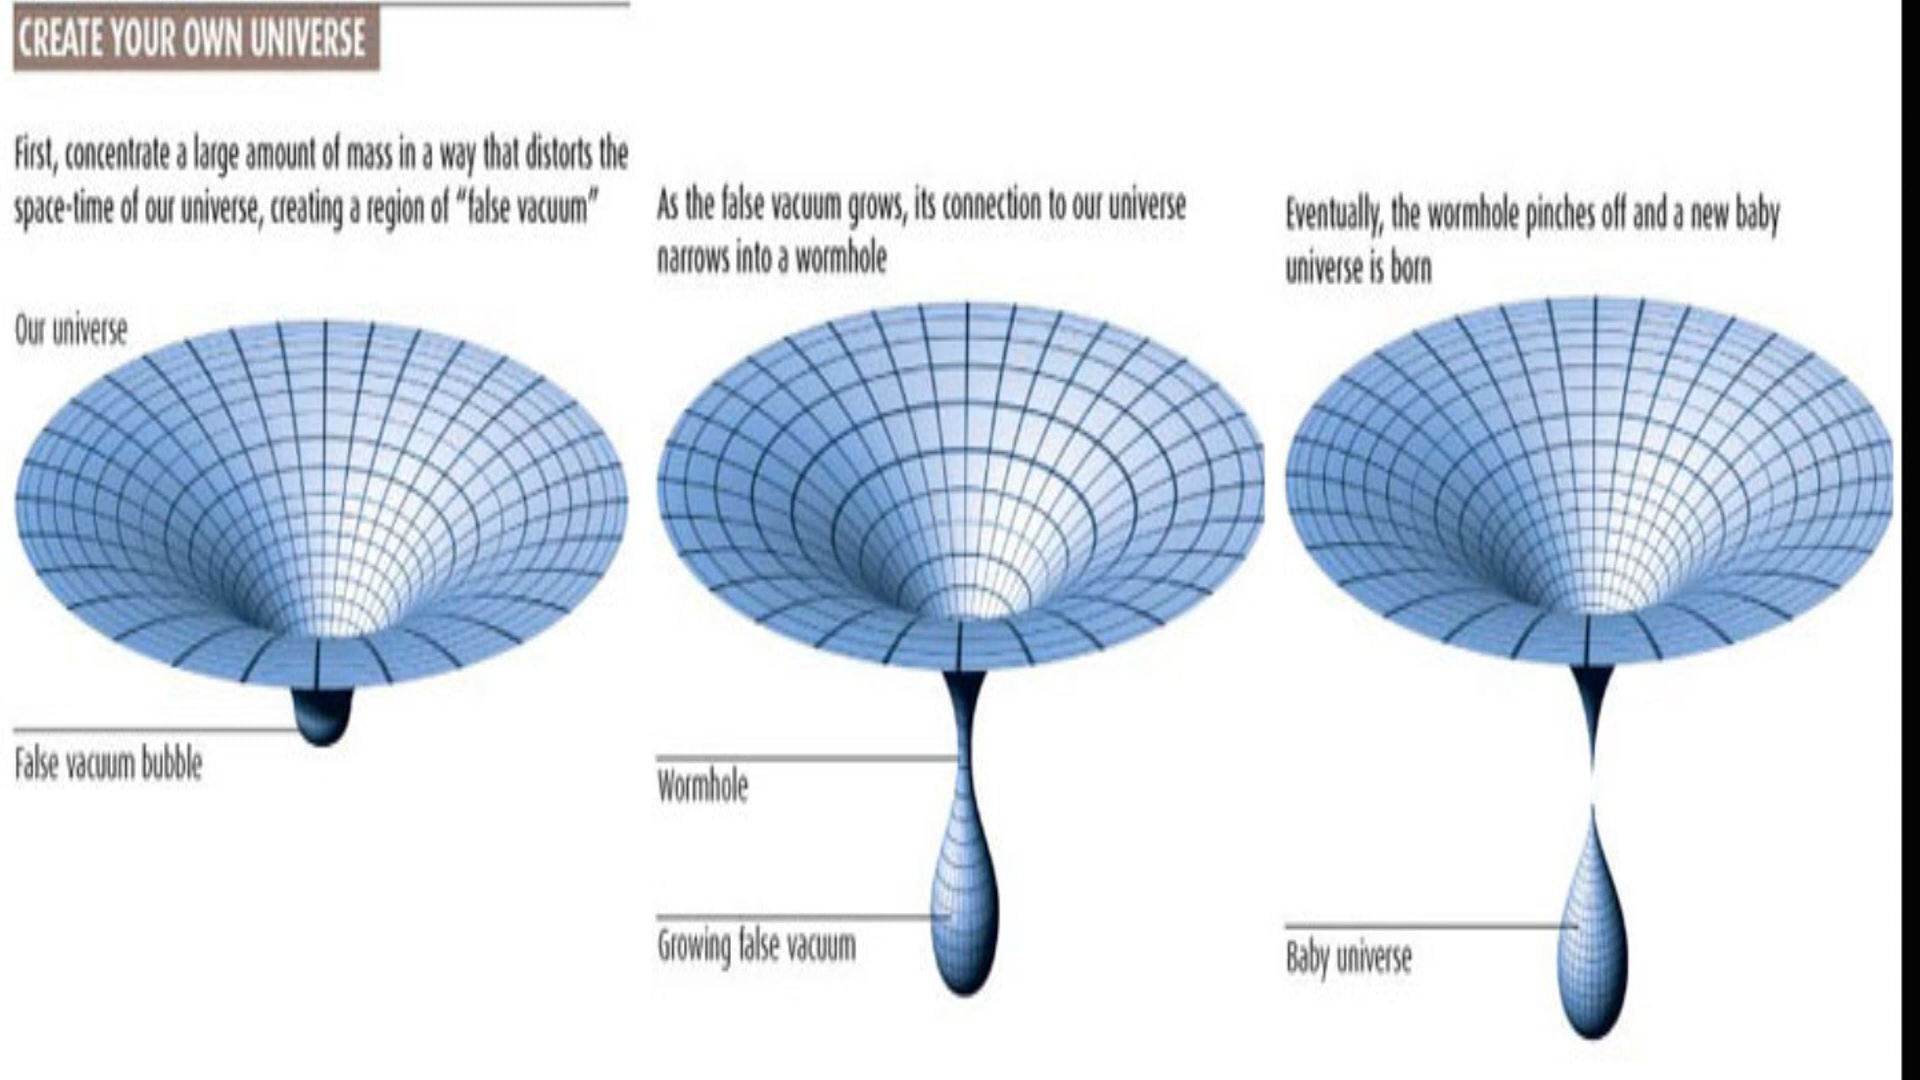 CREATE YOUR OWN UNIVERSE
First, concentrate a large amount of mass in a way that distorts the
space-time of our universe, creating a region of “false vacuum”
Our universe
False vacuum bubble
As the false vacuum grows, its connection to our universe
narrows into a wormhole
Wormhole
Growing false vacuum
Eventually, the wormhole pinches off and a new baby
universe is born
Baby universe